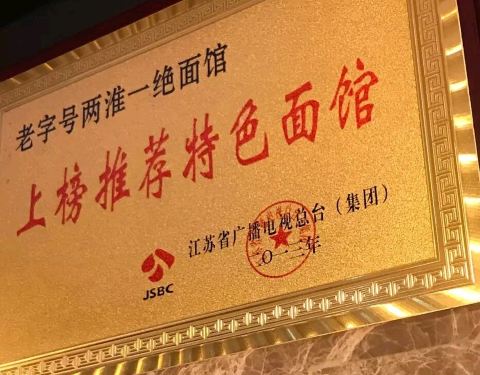 老字号两淮一绝面馆
上榜推荐特色面馆
江苏省广播电视总台（集团）
二〇一三年
JSBC